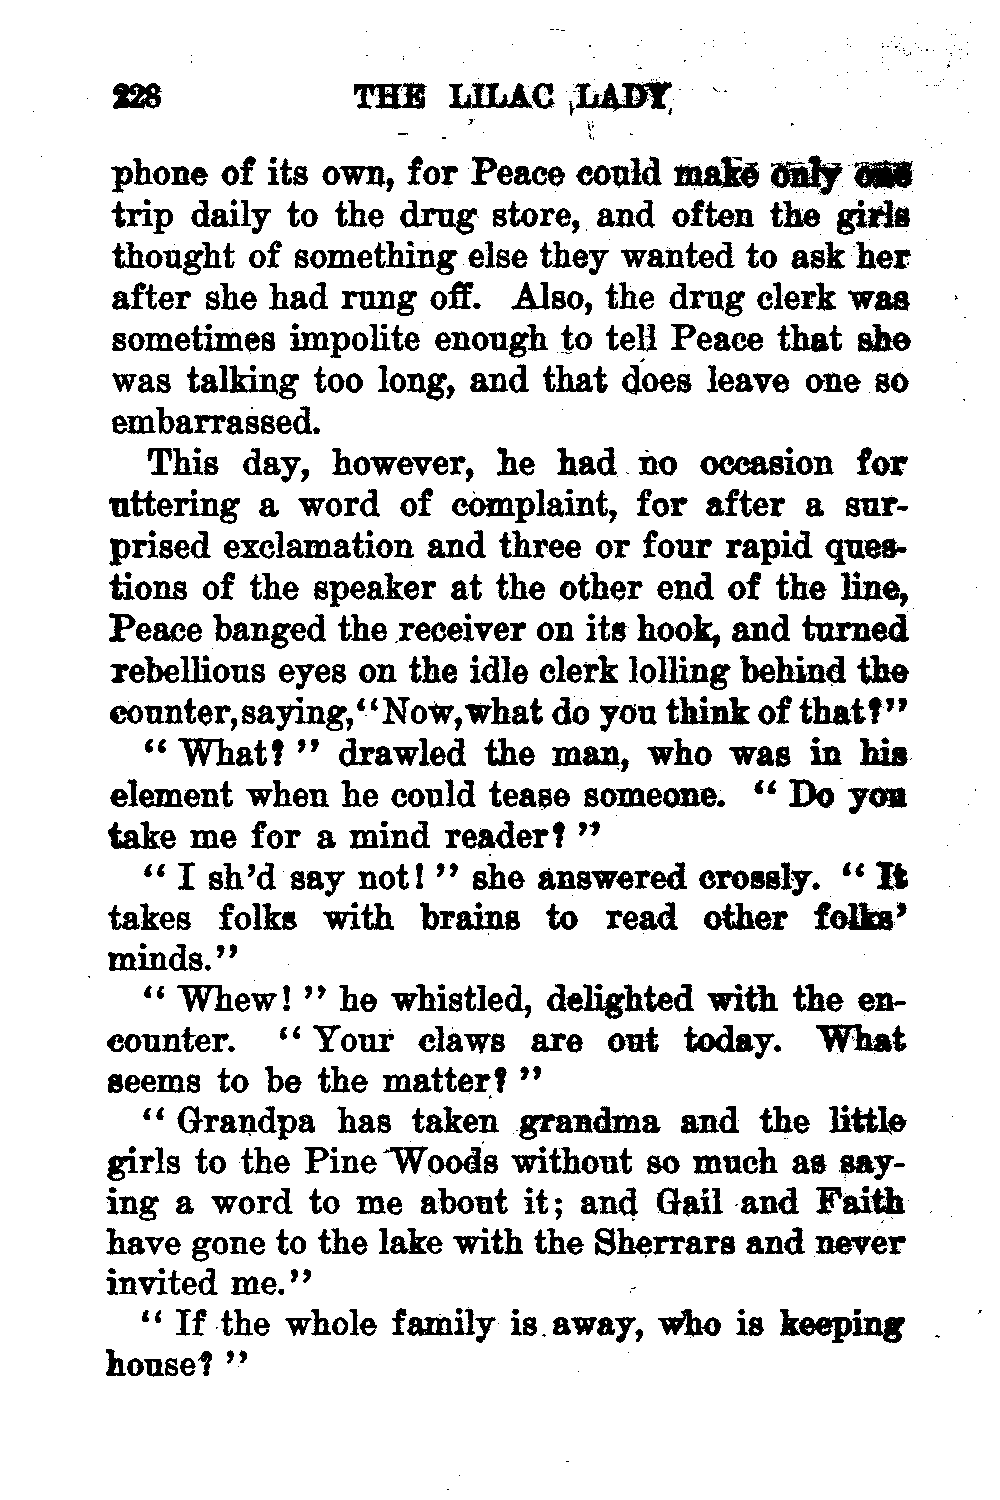 228 THE LILAC LADY
phone of its own, for Peace could make only one
trip daily to the drug store, and often the girls
thought of something else they wanted to ask her
after she had rung off. Also, the drug clerk was
sometimes impolite enough to tell Peace that she
was talking too long, and that does leave one so
embarrassed.
This day, however, he had no occasion for
uttering a word of complaint, for after a sur-
prised exclamation and three or four rapid ques-
tions of the speaker at the other end of the line,
Peace banged the receiver on its hook, and turned
rebellious eyes on the idle clerk lolling behind the
counter, saying, "Now, what do you think of that?"
" What? " drawled the man, who was in his
element when he could tease someone. " Do you
take me for a mind reader? "
" I sh'd say not! " she answered crossly. " It
takes folks with brains to read other folks'
minds."
" Whew! " he whistled, delighted with the en-
counter. " Your claws are out today. What
seems to be the matter? "
" Grandpa has taken grandma and the little
girls to the Pine Woods without so much as say-
ing a word to me about it; and Gail and Faith
have gone to the lake with the Sherrars and never
invited me."
" If the whole family is away, who is keeping
house? "